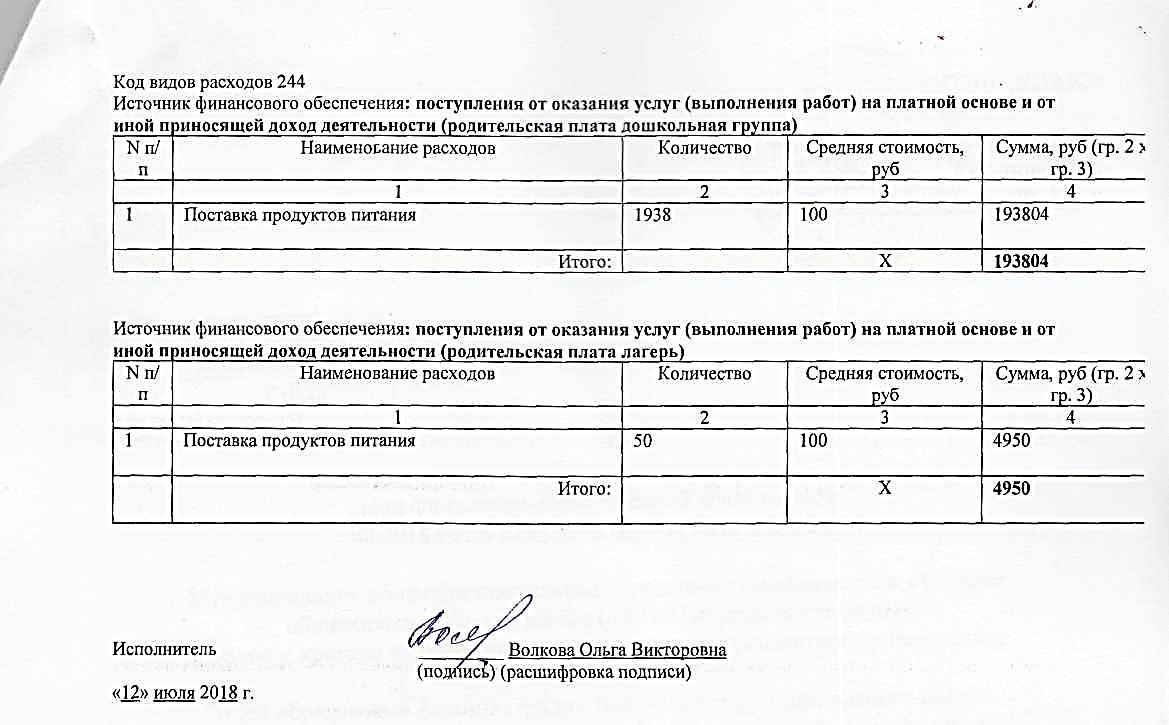 Код видов расходов 244
Источник финансового обеспечения: поступления от оказания услуг (выполнения работ) на платной основе и от
иной приносящей доход деятельности (родительская плата дошкольная группа)
N п/п Наименование расходов Количество Средняя стоимость, руб Сумма, руб (гр. 2 х гр. 3)
1 2 3 4
1 Поставка продуктов питания 1938 100 193804
Итого: Х 193804
Источник финансового обеспечения: поступления от оказания услуг (выполнения работ) на платной основе и от
иной приносящей доход деятельности (родительская плата лагерь)
N п/п Наименование расходов Количество Средняя стоимость, руб Сумма, руб (гр. 2 х гр. 3)
1 2 3 4
1 Поставка продуктов питания 50 100 4950
Итого: Х 4950
Исполнитель Волкова Ольга Викторовна
(подпись) (расшифровка подписи)
«12» июля 2018 г.